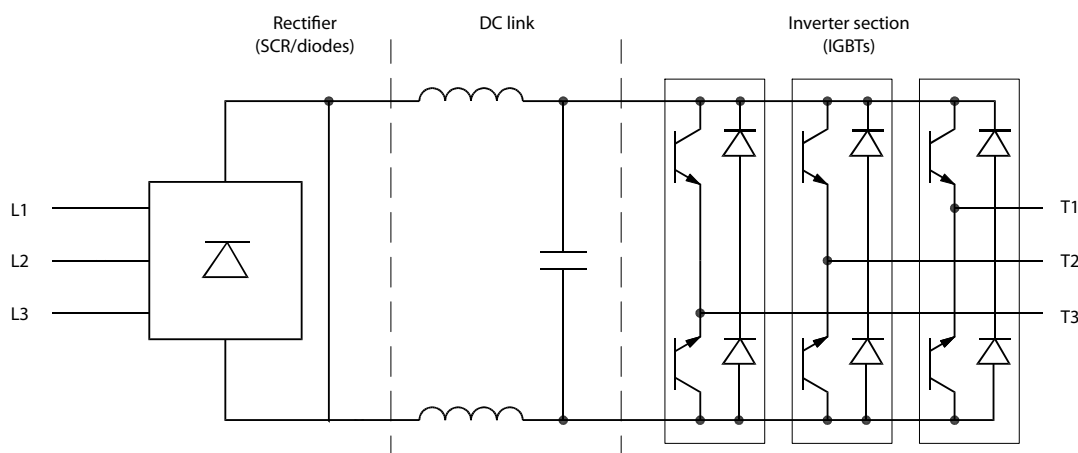 Rectifier
(SCR/diodes)
DC link
Inverter section
(IGBTs)
L1
L2
L3
T1
T2
T3